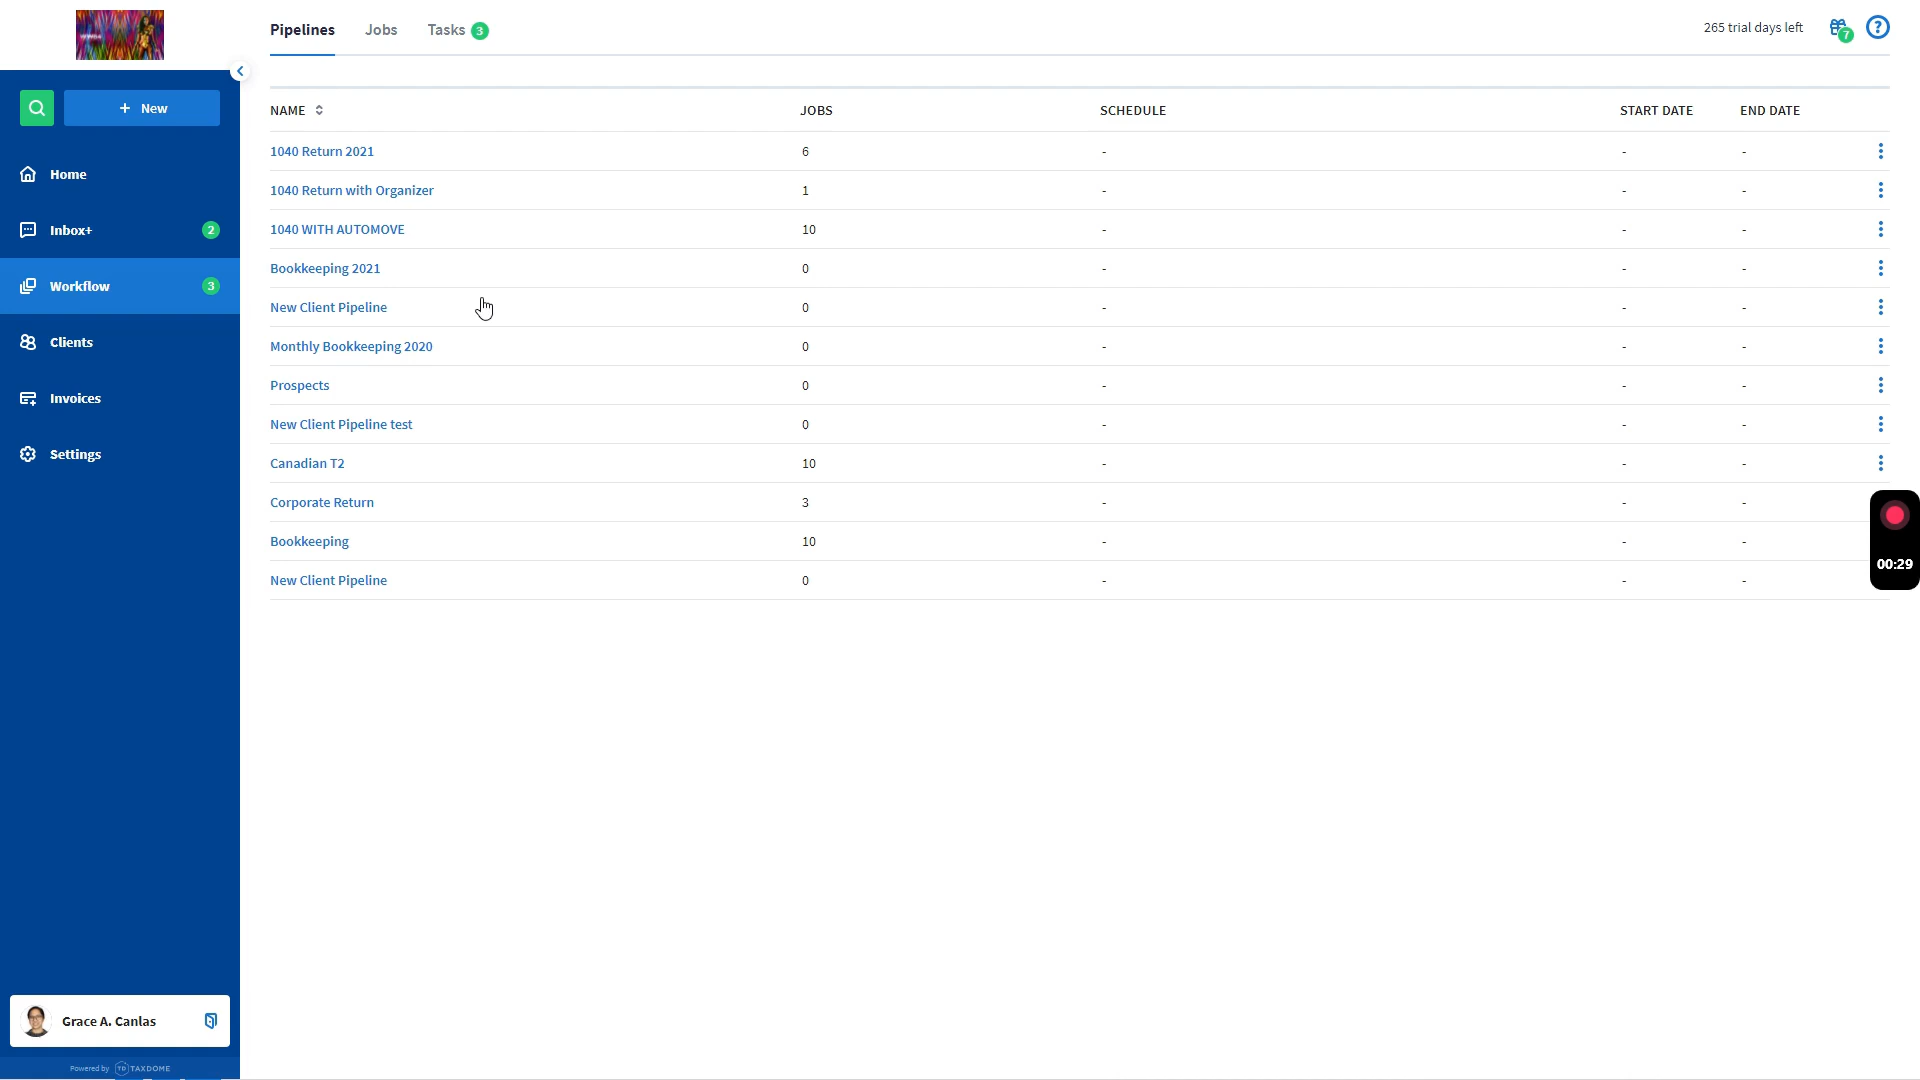 Pipelines Jobs Tasks 3
265 trial days left 7 ?
+ New
Home
Inbox+ 2
Workflow 3
Clients
Invoices
Settings
NAME JOBS SCHEDULE START DATE END DATE
1040 Return 2021 6 - - -
1040 Return with Organizer 1 - - -
1040 WITH AUTOMOVE 10 - - -
Bookkeeping 2021 0 - - -
New Client Pipeline 0 - - -
Monthly Bookkeeping 2020 0 - - -
Prospects 0 - - -
New Client Pipeline test 0 - - -
Canadian T2 10 - - -
Corporate Return 3 - - -
Bookkeeping 10 - - -
New Client Pipeline 0 - - -
00:29
Grace A. Canlas
Powered by TD TAXDOME